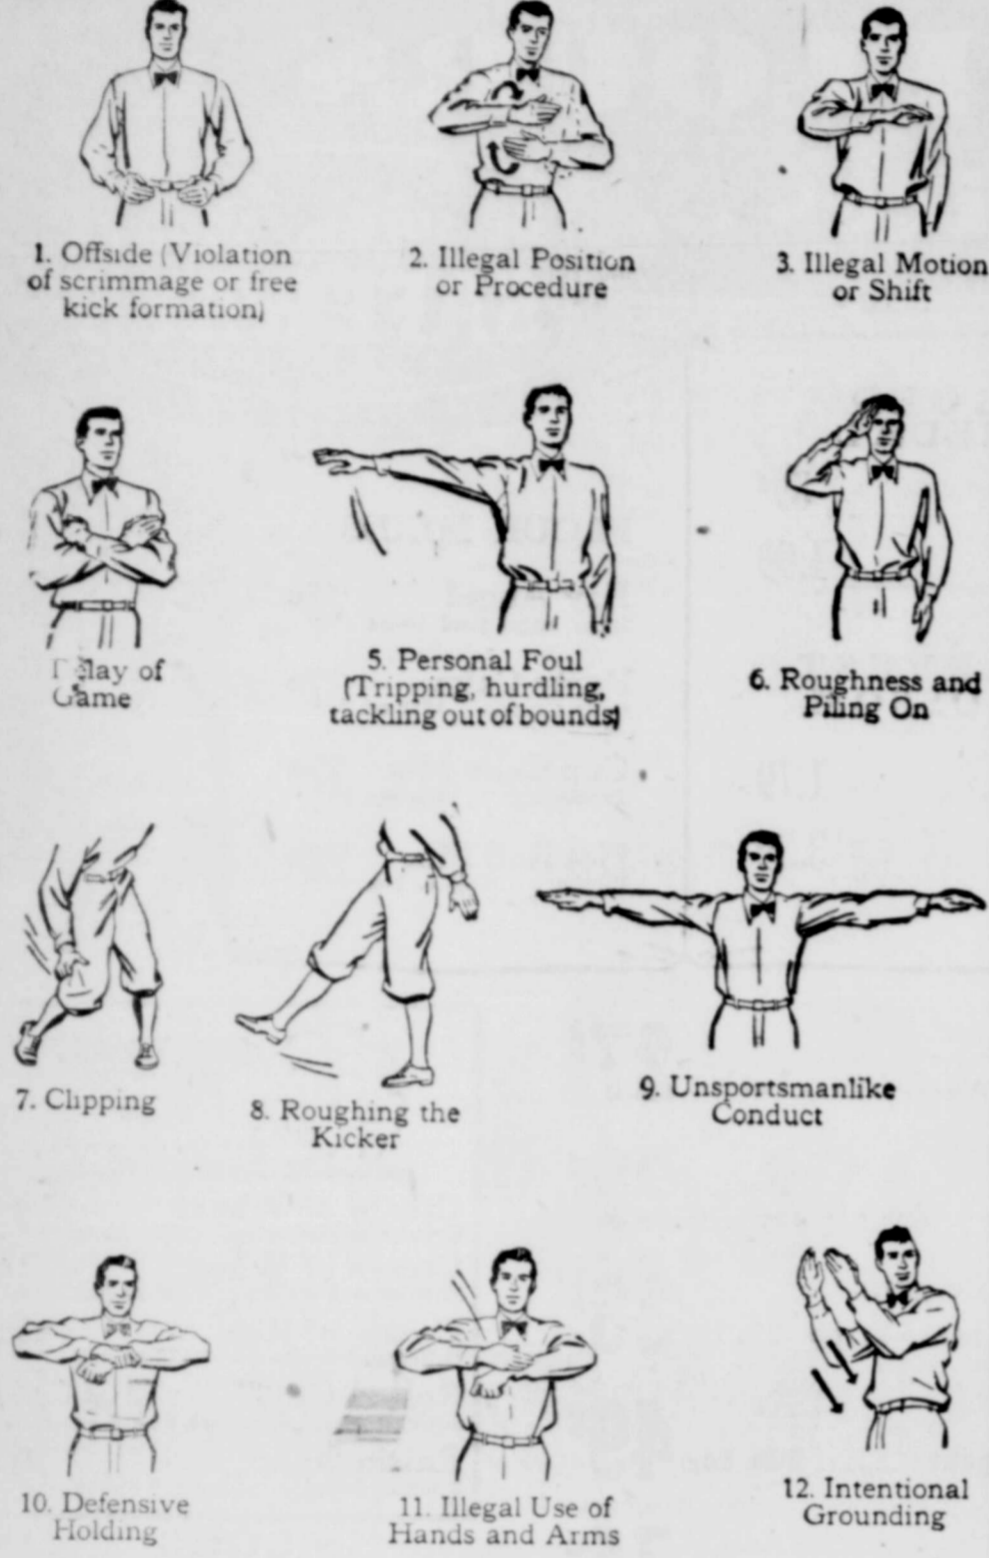 1. Offside (Violation
of scrimmage or free
kick formation)
2. Illegal Position
or Procedure
3. Illegal Motion
or Shift
Delay of
Game
5. Personal Foul
(Tripping, hurdling,
tackling out of bounds)
6. Roughness and
Piling On
7. Clipping
8. Roughing the
Kicker
9. Unsportsmanlike
Conduct
10. Defensive
Holding
11. Illegal Use of
Hands and Arms
12. Intentional
Grounding